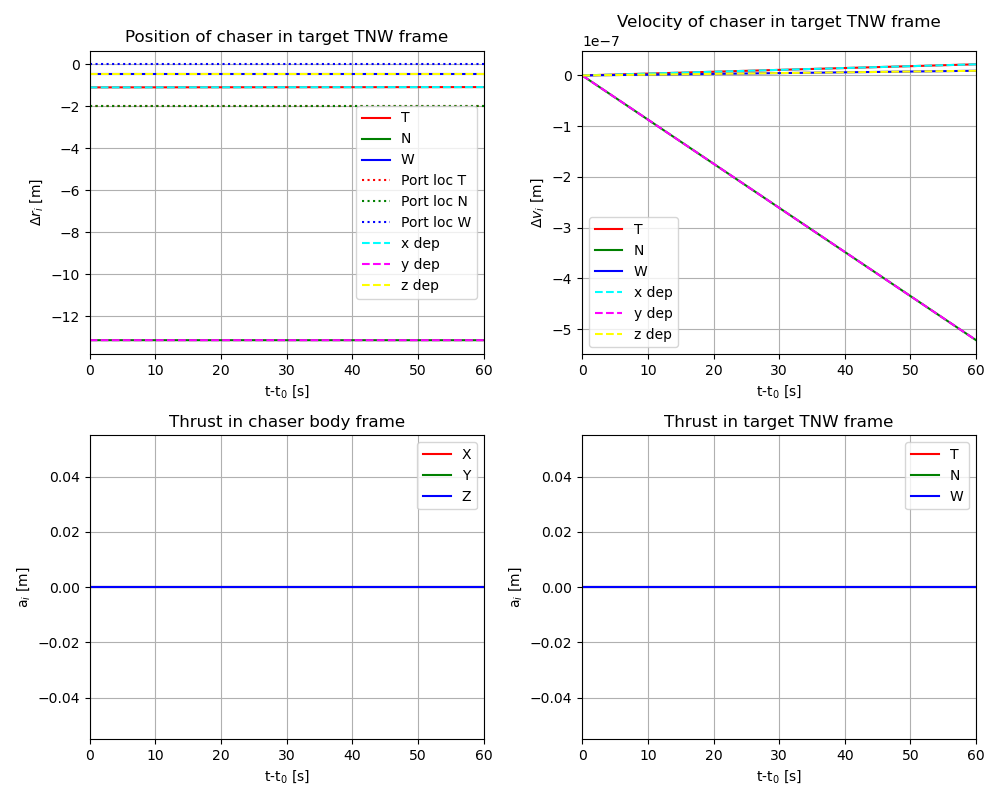 Position of chaser in target TNW frame
0
−2
−4
−6
−8
−10
−12
Δr_i [m]
T
N
W
Port loc T
Port loc N
Port loc W
x dep
y dep
z dep
0 10 20 30 40 50 60
t-t_0 [s]
Velocity of chaser in target TNW frame
1e−7
0
−1
−2
−3
−4
−5
Δv_i [m]
T
N
W
x dep
y dep
z dep
0 10 20 30 40 50 60
t-t_0 [s]
Thrust in chaser body frame
0.04
0.02
0.00
−0.02
−0.04
a_i [m]
X
Y
Z
0 10 20 30 40 50 60
t-t_0 [s]
Thrust in target TNW frame
0.04
0.02
0.00
−0.02
−0.04
a_i [m]
T
N
W
0 10 20 30 40 50 60
t-t_0 [s]